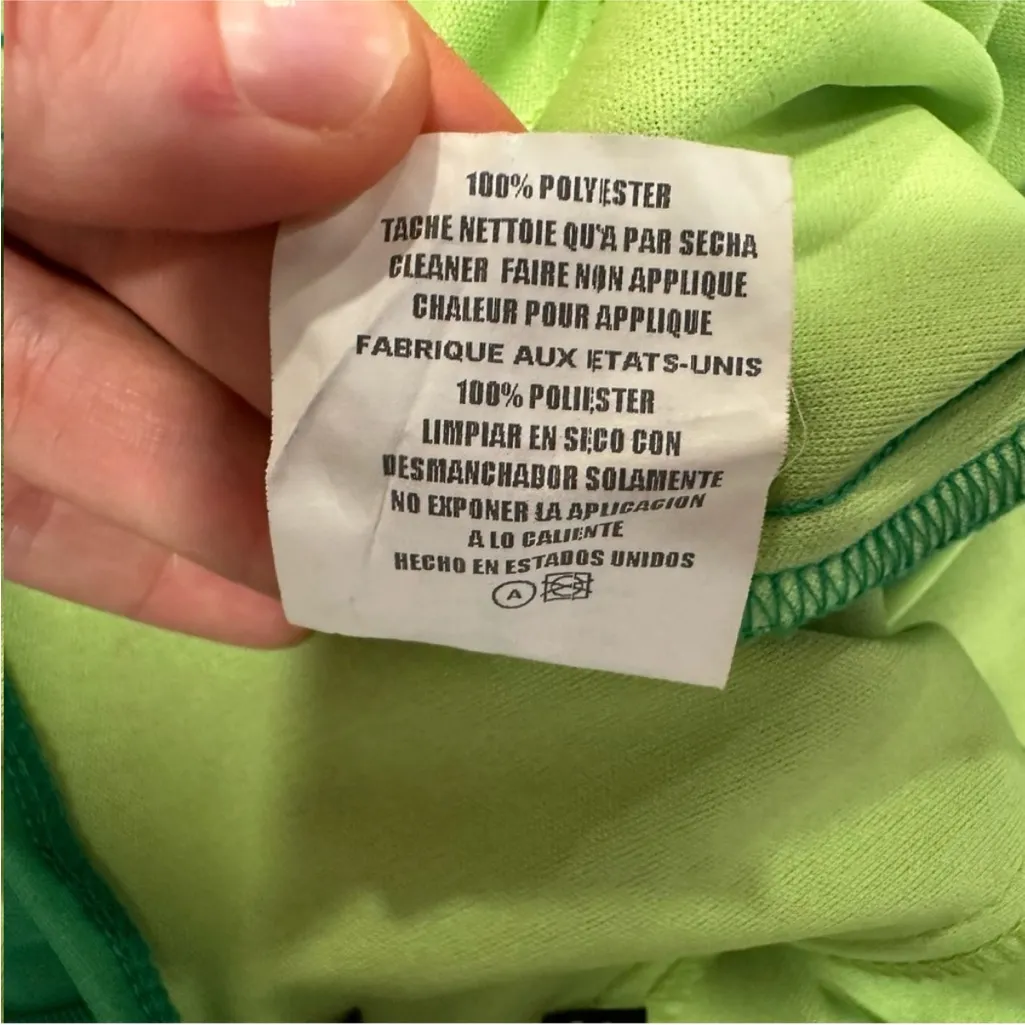 100% POLYESTER
TACHE NETTOIE QU'A PAR SECHA
CLEANER FAIRE NON APPLIQUE
CHALEUR POUR APPLIQUE
FABRIQUE AUX ETATS-UNIS
100% POLIESTER
LIMPIAR EN SECO CON
DESMANCHADOR SOLAMENTE
NO EXPONER LA APLICACION
A LO CALIENTE
HECHO EN ESTADOS UNIDOS
A